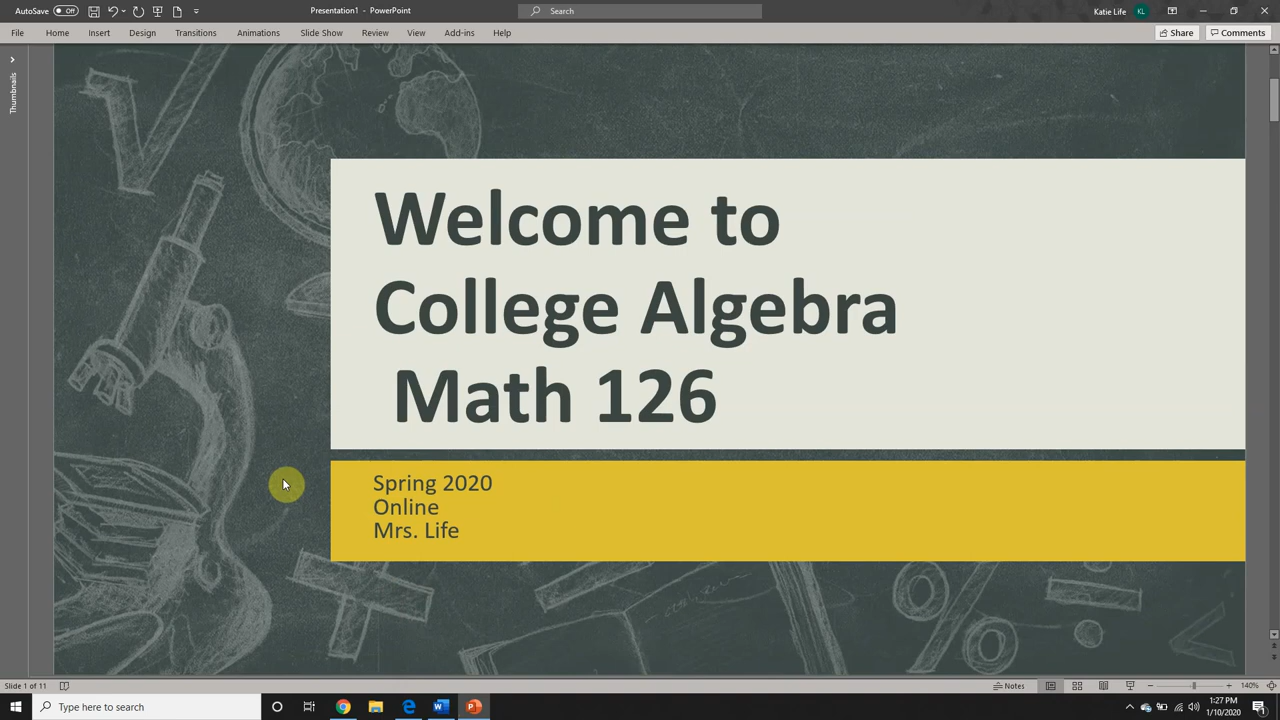 AutoSave Off
Presentation1 - PowerPoint
Search
Katie Life KL
File Home Insert Design Transitions Slide Show Animations Review View Add-ins Help
Share Comments
Thumbnails
Welcome to
College Algebra
Math 126
Spring 2020
Online
Mrs. Life
Slide 1 of 11
Notes
140%
Type here to search
1:27 PM
1/10/2020